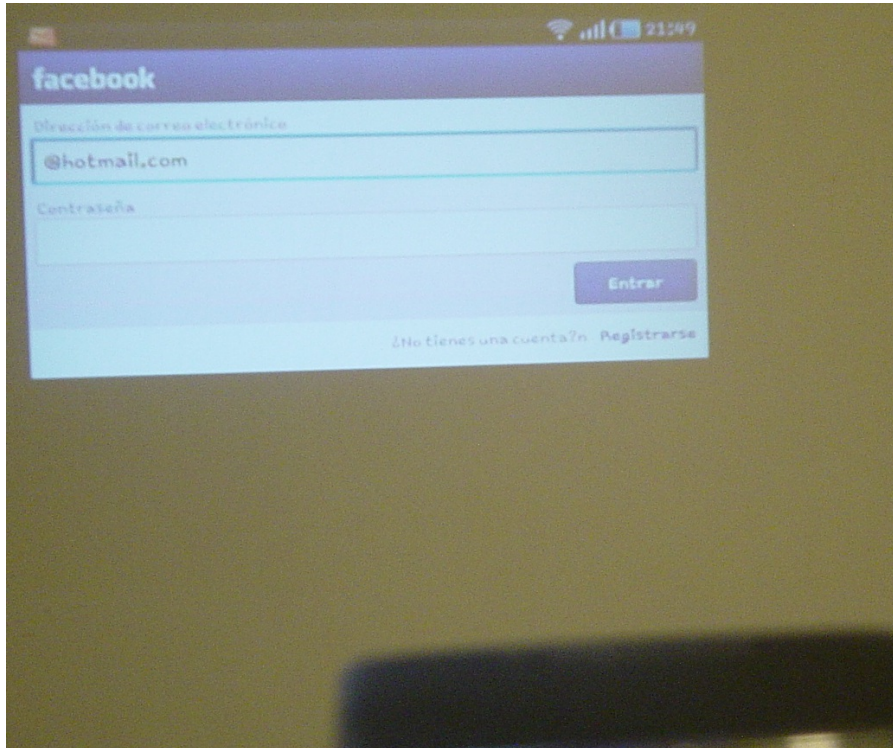 21:49
facebook
Dirección de correo electrónico
@hotmail.com
Contraseña
Entrar
¿No tienes una cuenta?n Registrarse